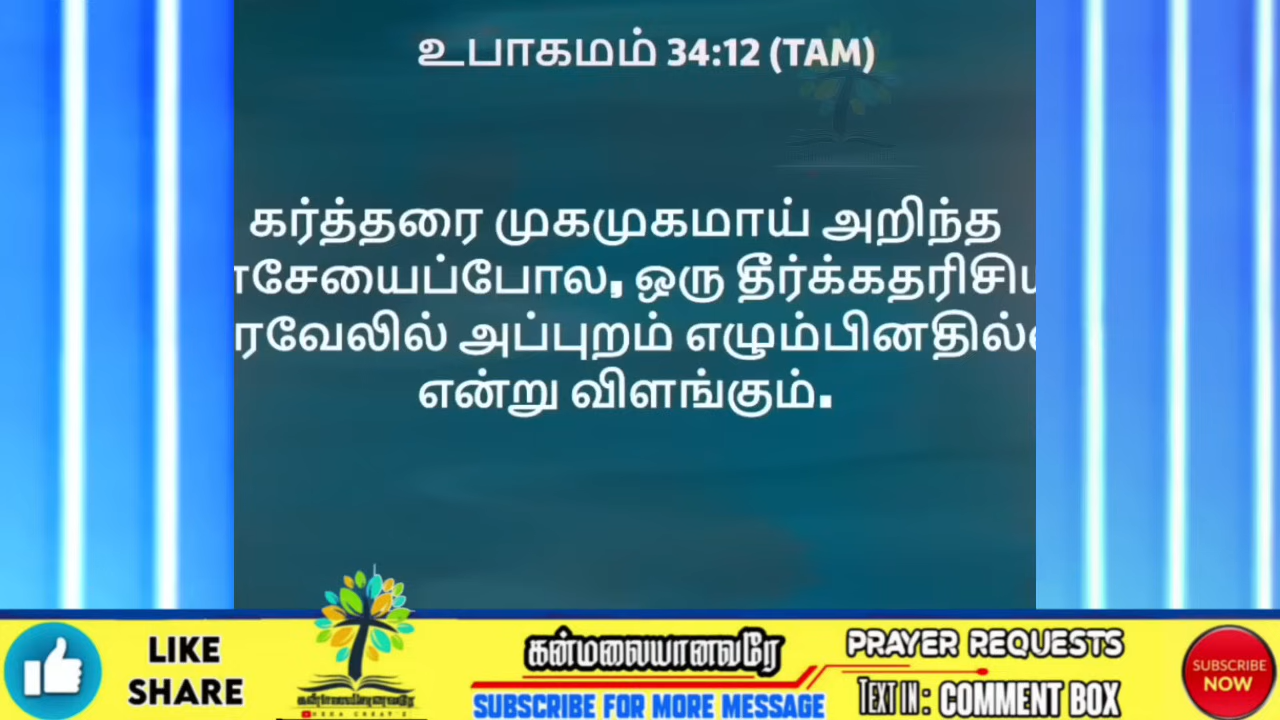 உபாகமம் 34:12 (TAM)
கர்த்தரை முகமுகமாய் அறிந்த
சேயைப்போல, ஒரு தீர்க்கதரிசிய
ரவேலில் அப்புறம் எழும்பினதில்
என்று விளங்கும்.
LIKE
SHARE
கன்மலையானவரே
SUBSCRIBE FOR MORE MESSAGE
PRAYER REQUESTS
TEXT IN : COMMENT BOX
SUBSCRIBE
NOW